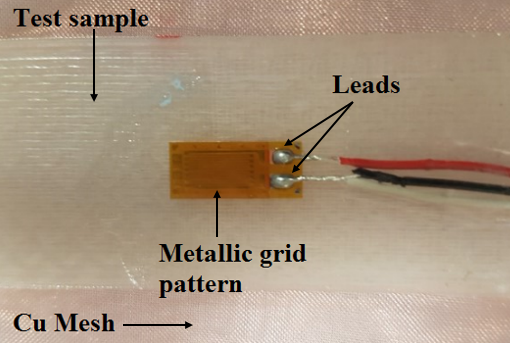 Test sample
Leads
Metallic grid
pattern
Cu Mesh